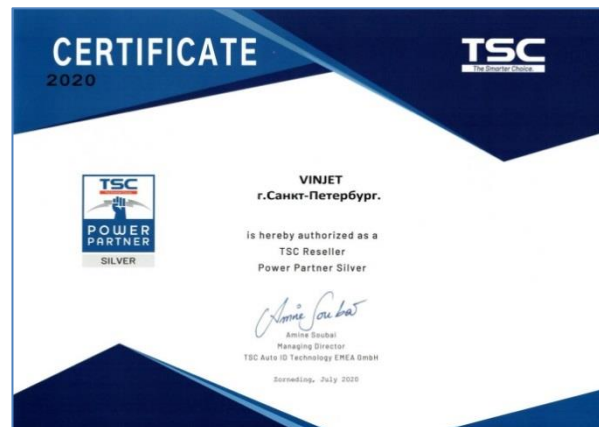 CERTIFICATE
2020
TSC
The Smarter Choice.
TSC
POWER
PARTNER
SILVER
VINJET
г.Санкт-Петербург.
is hereby authorized as a
TSC Reseller
Power Partner Silver
Amine Soubai
Managing Director
TSC Auto ID Technology EMEA GmbH
Zorneding, July 2020